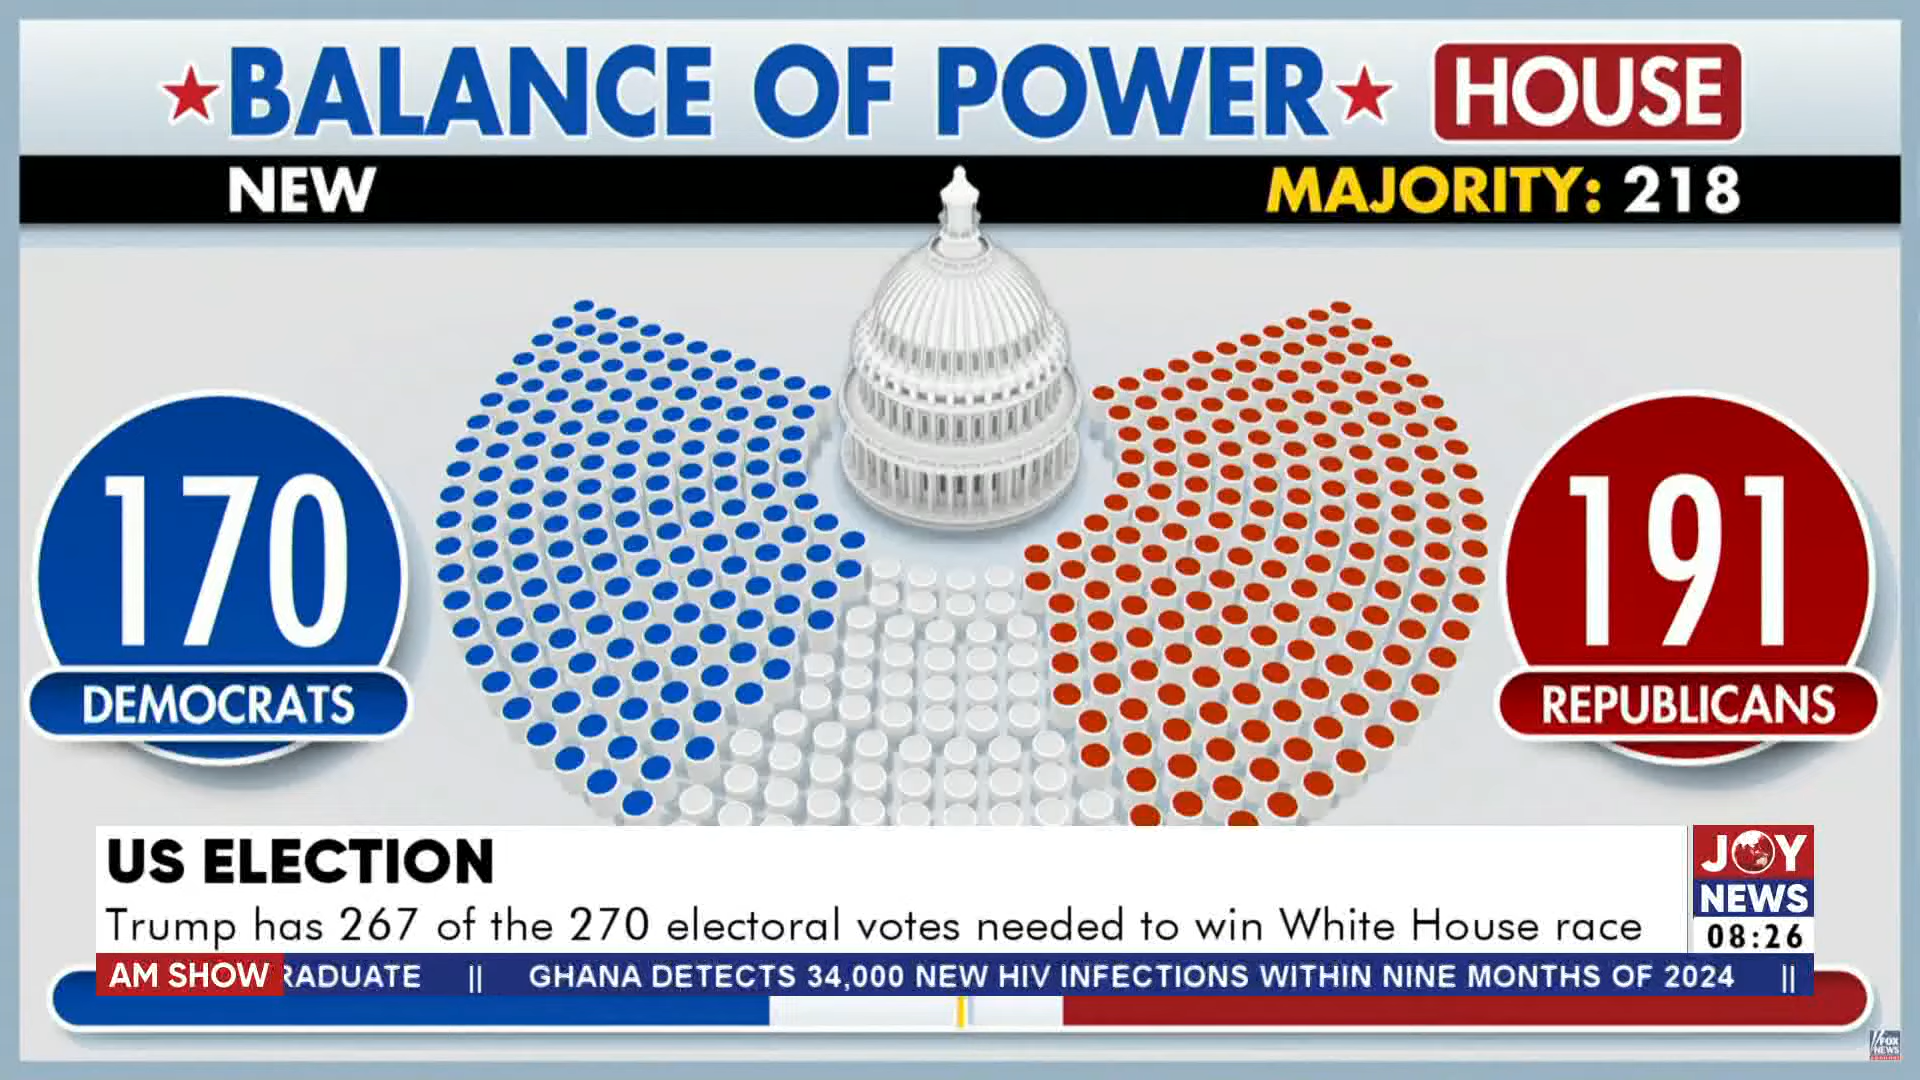 BALANCE OF POWER HOUSE
NEW MAJORITY: 218
170
DEMOCRATS
191
REPUBLICANS
US ELECTION
Trump has 267 of the 270 electoral votes needed to win White House race
JOY
NEWS
08:26
AM SHOW RADUATE || GHANA DETECTS 34,000 NEW HIV INFECTIONS WITHIN NINE MONTHS OF 2024 ||
FOX
NEWS